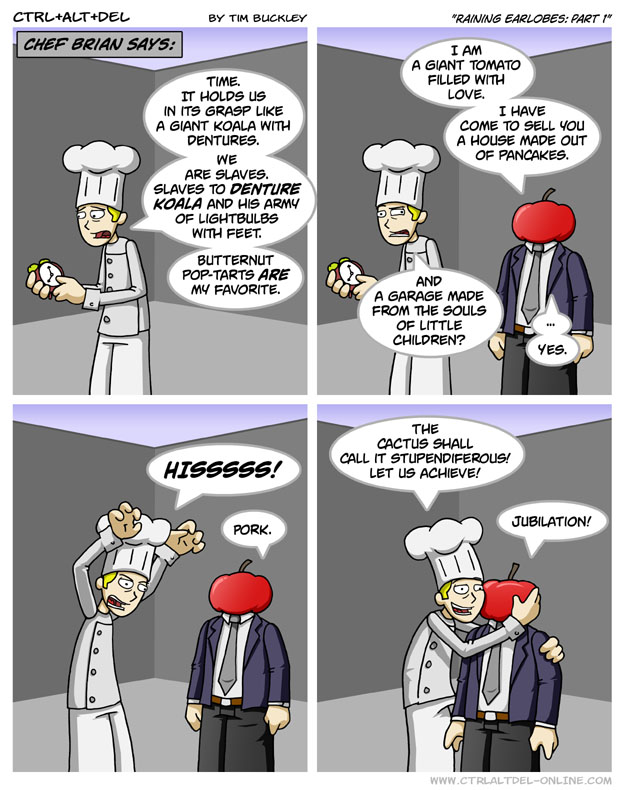 CTRL+ALT+DEL
BY TIM BUCKLEY
"RAINING EARLOBES: PART 1"
CHEF BRIAN SAYS:
TIME.
IT HOLDS US
IN ITS GRASP LIKE
A GIANT KOALA WITH
DENTURES.
WE
ARE SLAVES.
SLAVES TO DENTURE
KOALA AND HIS ARMY
OF LIGHTBULBS
WITH FEET.
BUTTERNUT
POP-TARTS ARE
MY FAVORITE.
I AM
A GIANT TOMATO
FILLED WITH
LOVE.
I HAVE
COME TO SELL YOU
A HOUSE MADE OUT
OF PANCAKES.
AND
A GARAGE MADE
FROM THE SOULS
OF LITTLE
CHILDREN?
...
YES.
HISSSSS!
PORK.
THE
CACTUS SHALL
CALL IT STUPENDIFEROUS!
LET US ACHIEVE!
JUBILATION!
WWW.CTRLALTDEL-ONLINE.COM